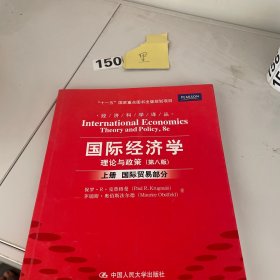 150
里
150
"十一五"国家重点图书出版规划项目
PEARSON
·经·济·科·学·译·丛·
International Economics
Theory and Policy, 8e
国际经济学
理论与政策（第八版）
上册 国际贸易部分
保罗·R·克鲁格曼（Paul R. Krugman）
茅瑞斯·奥伯斯法尔德（Maurice Obstfeld）
著
中国人民大学出版社